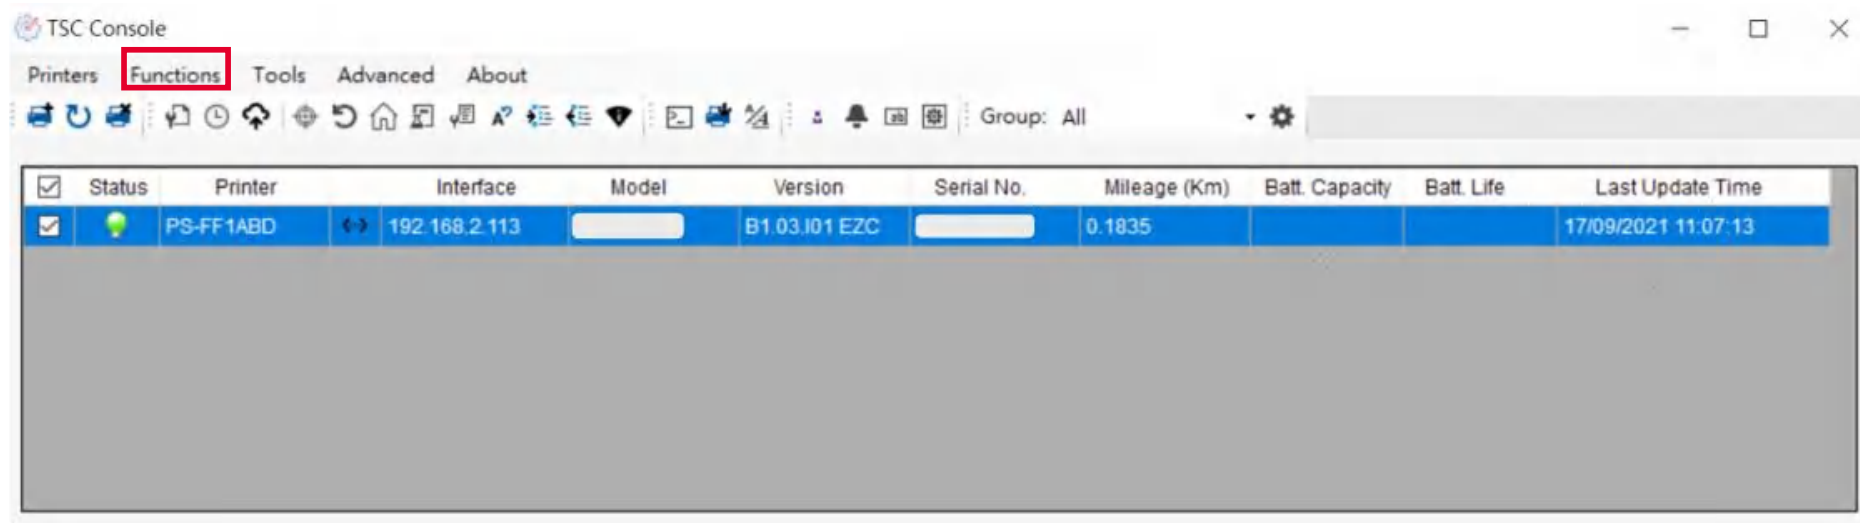 TSC Console
Printers Functions Tools Advanced About
Group: All
Status Printer Interface Model Version Serial No. Mileage (Km) Batt. Capacity Batt. Life Last Update Time
PS-FF1ABD 192.168.2.113 B1.03.I01 EZC 0.1835 17/09/2021 11:07:13